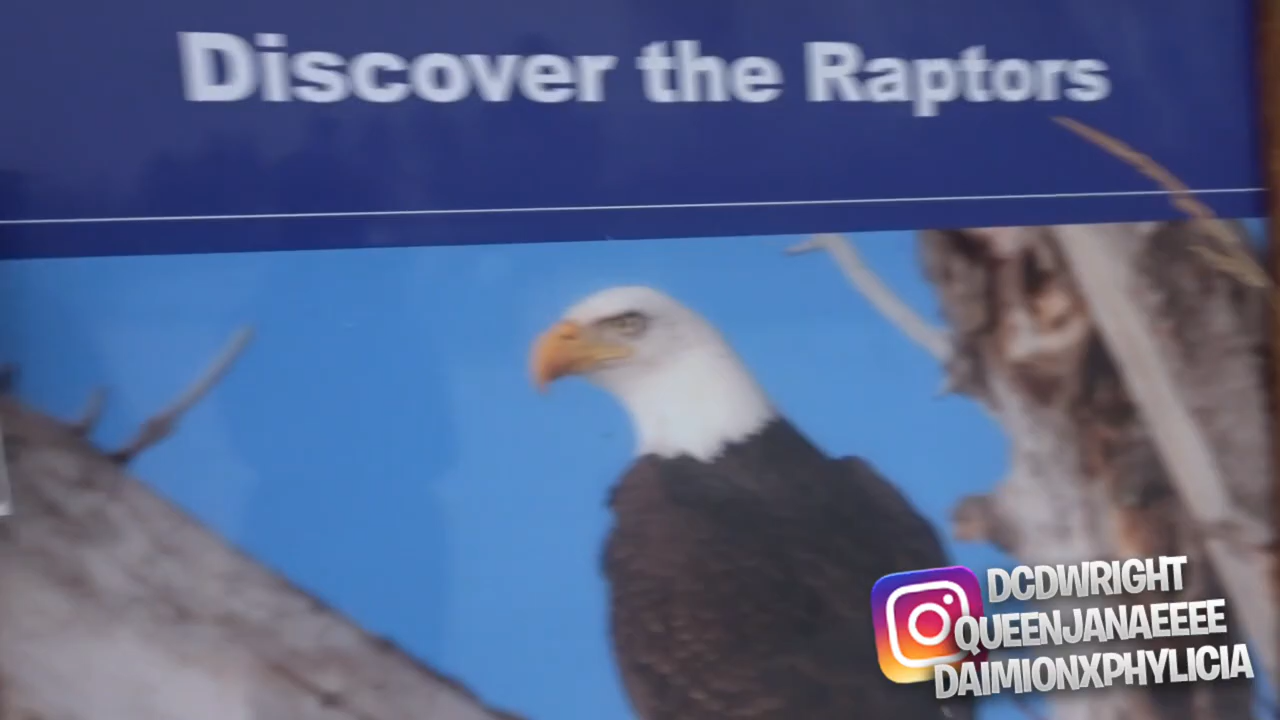 Discover the Raptors
DCDWRIGHT
QUEENJANAEEEE
DAIMIONXPHYLICIA